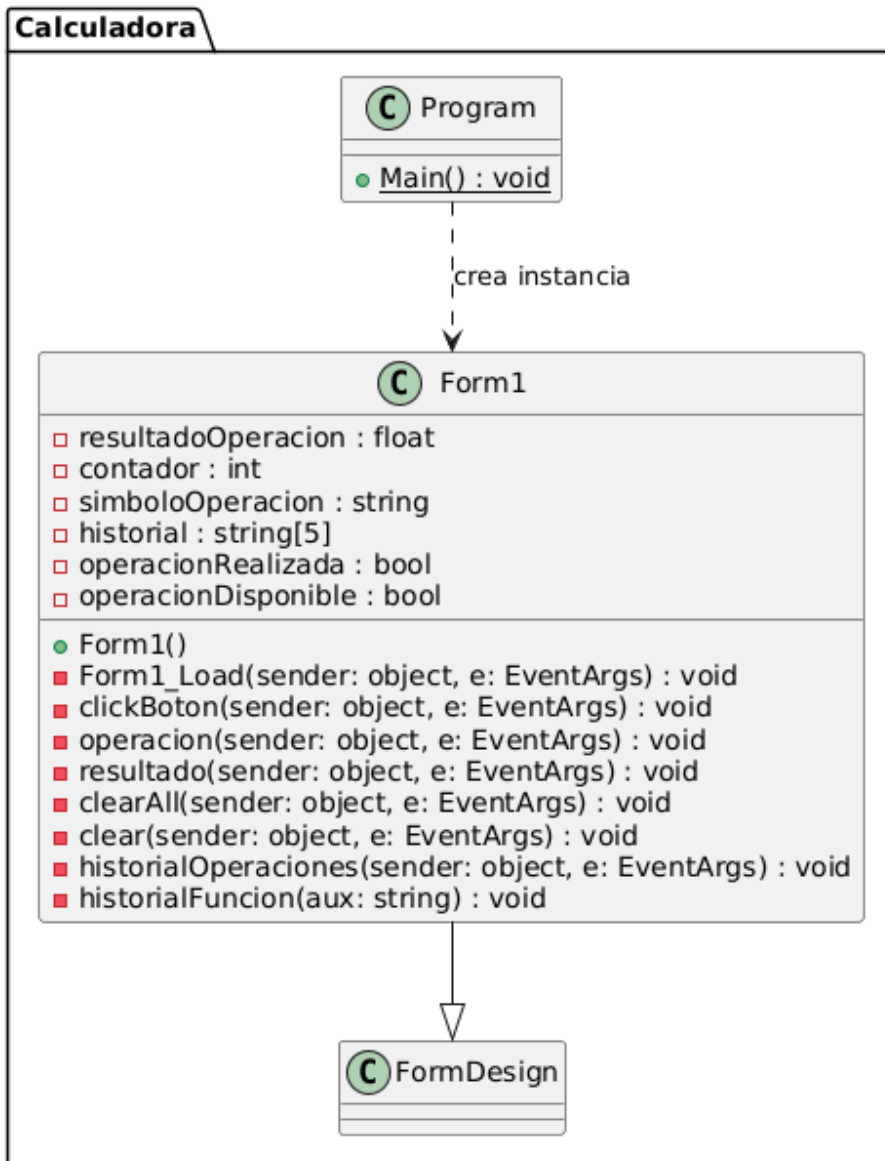 Calculadora
C Program
Main() : void
crea instancia
C Form1
resultadoOperacion : float
contador : int
simboloOperacion : string
historial : string[5]
operacionRealizada : bool
operacionDisponible : bool
Form1()
Form1_Load(sender: object, e: EventArgs) : void
clickBoton(sender: object, e: EventArgs) : void
operacion(sender: object, e: EventArgs) : void
resultado(sender: object, e: EventArgs) : void
clearAll(sender: object, e: EventArgs) : void
clear(sender: object, e: EventArgs) : void
historialOperaciones(sender: object, e: EventArgs) : void
historialFuncion(aux: string) : void
C FormDesign